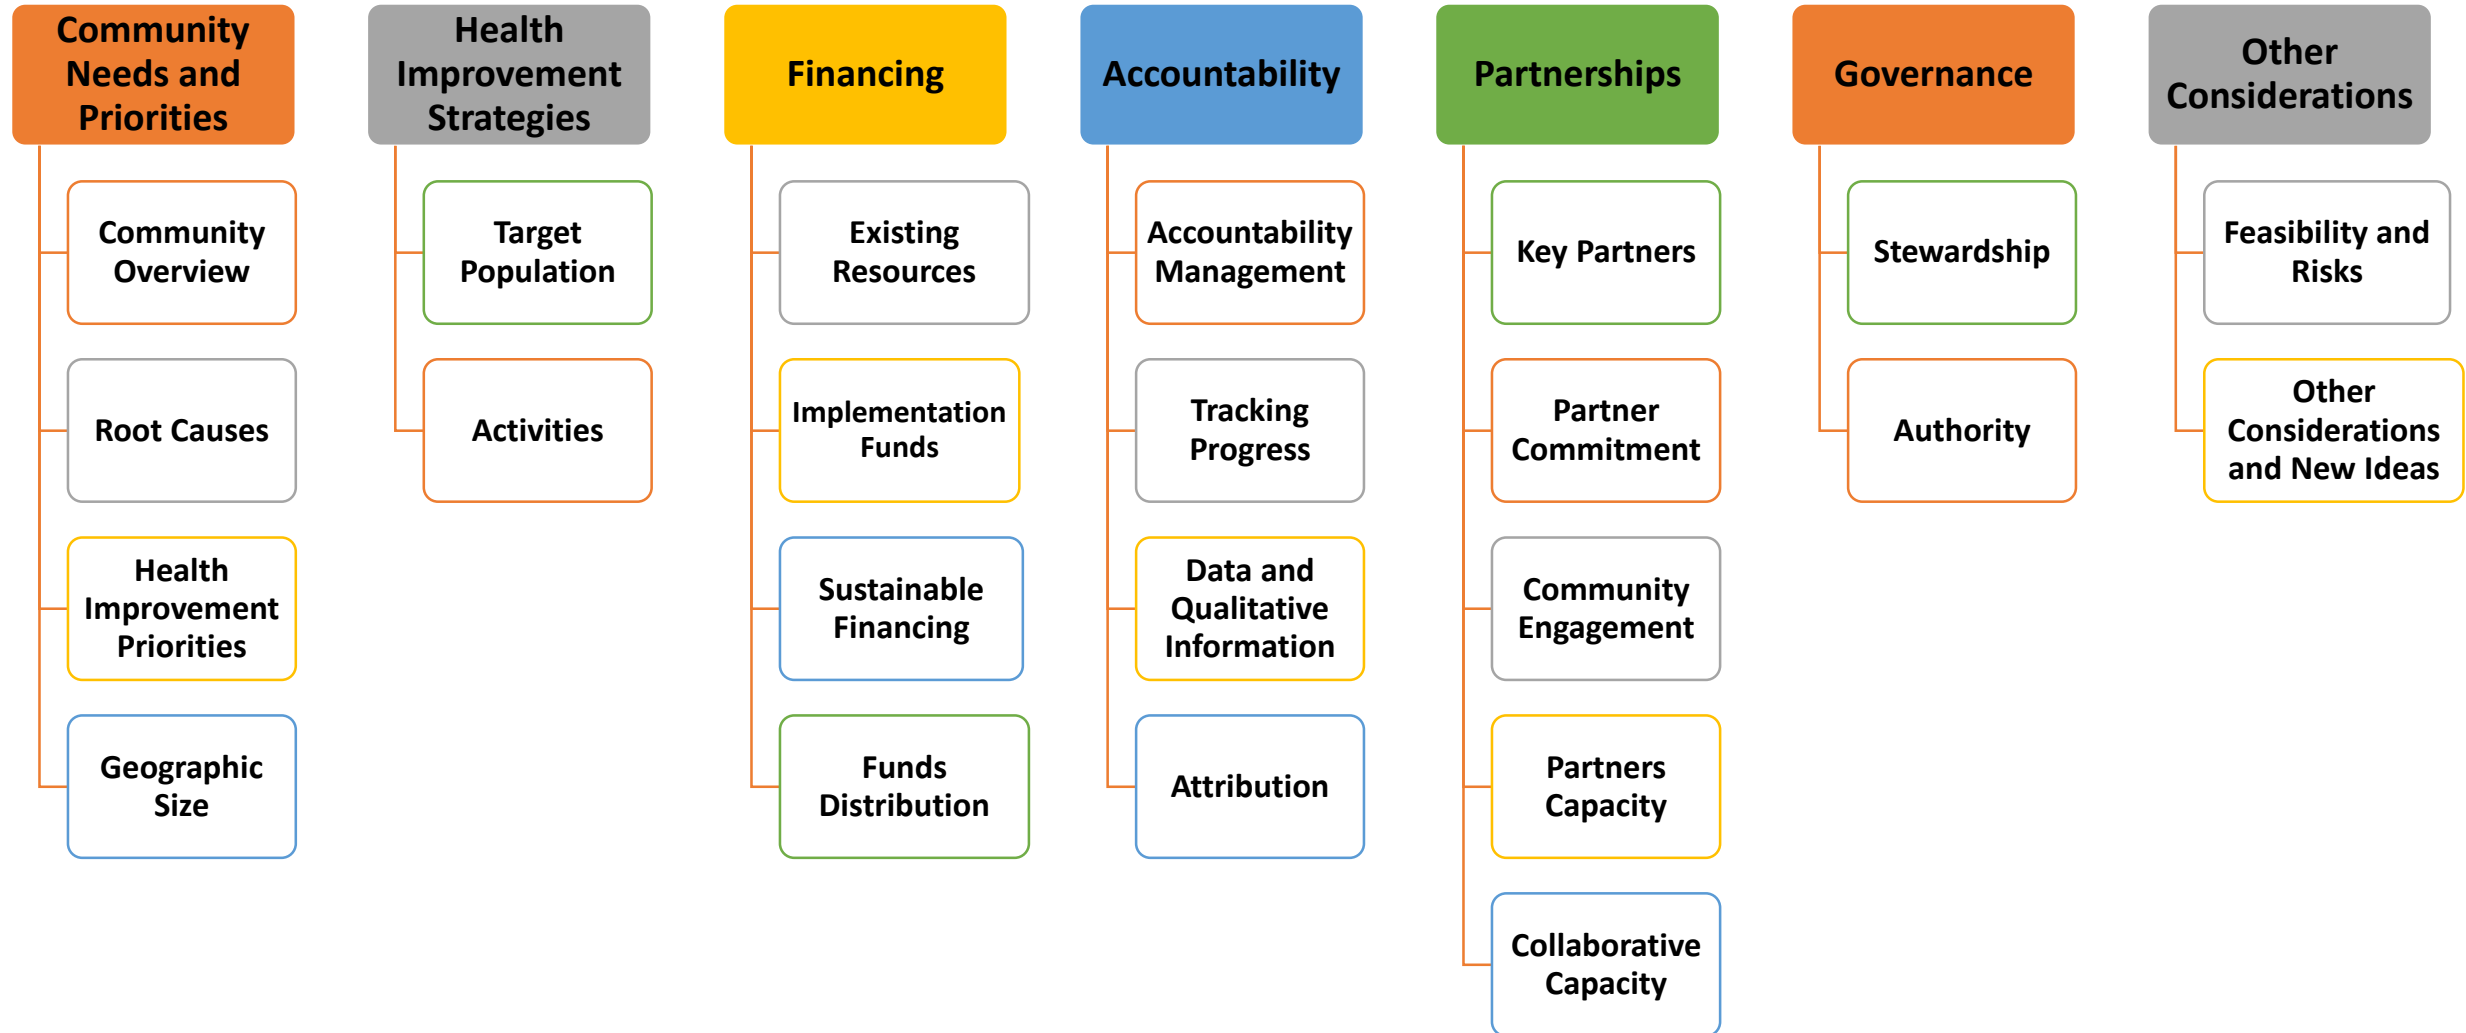 Community
Needs and
Priorities
Community
Overview
Root Causes
Health
Improvement
Priorities
Geographic
Size
Health
Improvement
Strategies
Target
Population
Activities
Financing
Existing
Resources
Implementation
Funds
Sustainable
Financing
Funds
Distribution
Accountability
Accountability
Management
Tracking
Progress
Data and
Qualitative
Information
Attribution
Partnerships
Key Partners
Partner
Commitment
Community
Engagement
Partners
Capacity
Collaborative
Capacity
Governance
Stewardship
Authority
Other
Considerations
Feasibility and
Risks
Other
Considerations
and New Ideas